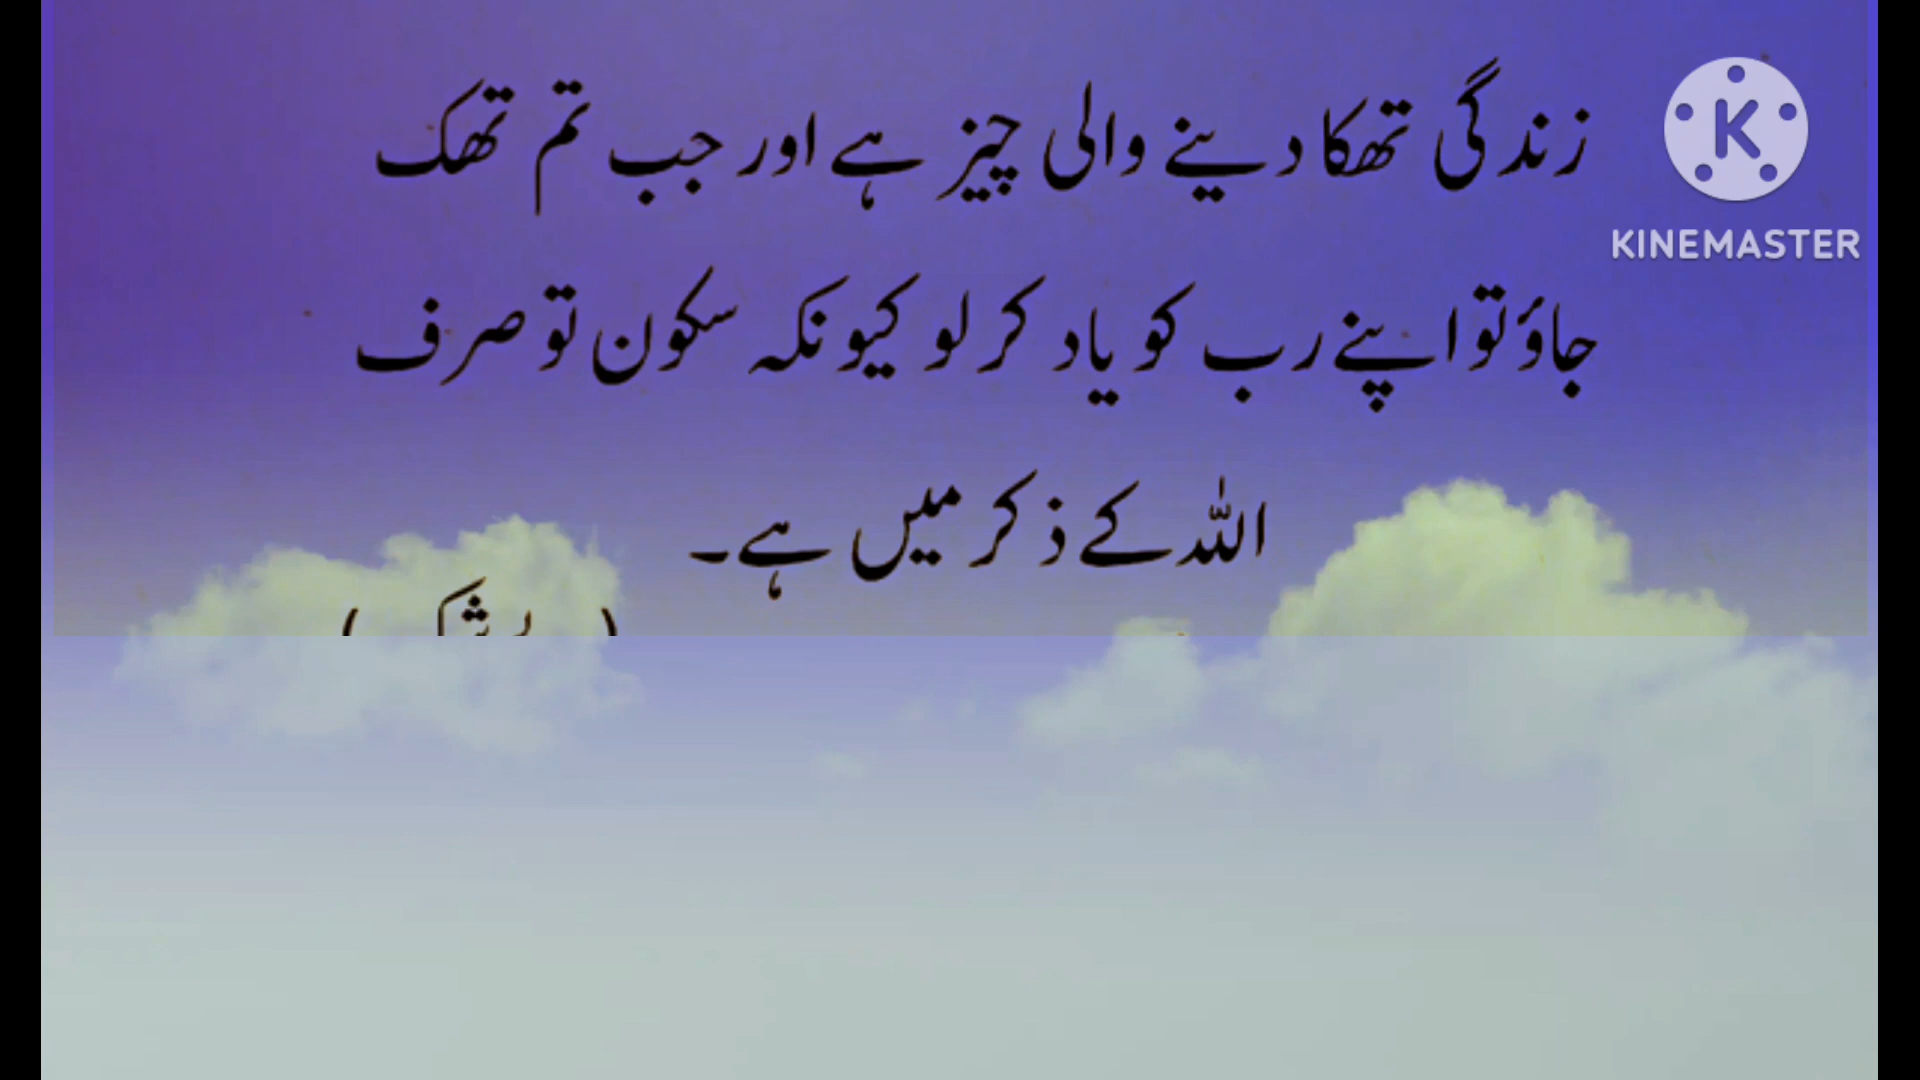 زندگی تھکا دینے والی چیز ہے اور جب تم تھک
جاؤ تو اپنے رب کو یاد کر لو کیونکہ سکون تو صرف
اللہ کے ذکر میں ہے۔
K
KINEMASTER